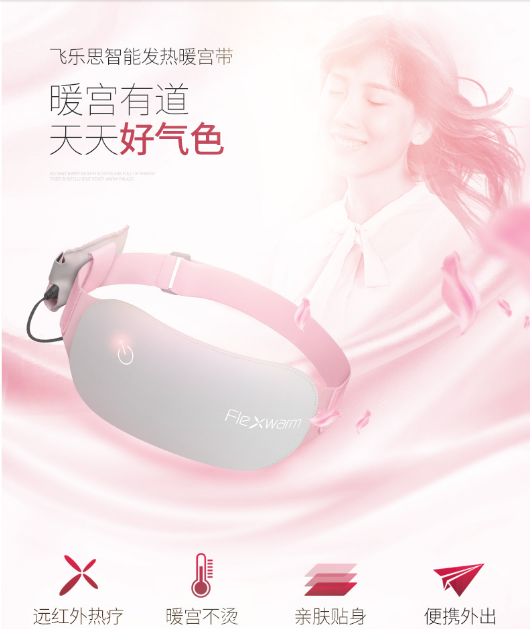 飞乐思智能发热暖宫带
暖宫有道
天天好气色
Flexwarm
远红外热疗
暖宫不烫
亲肤贴身
便携外出